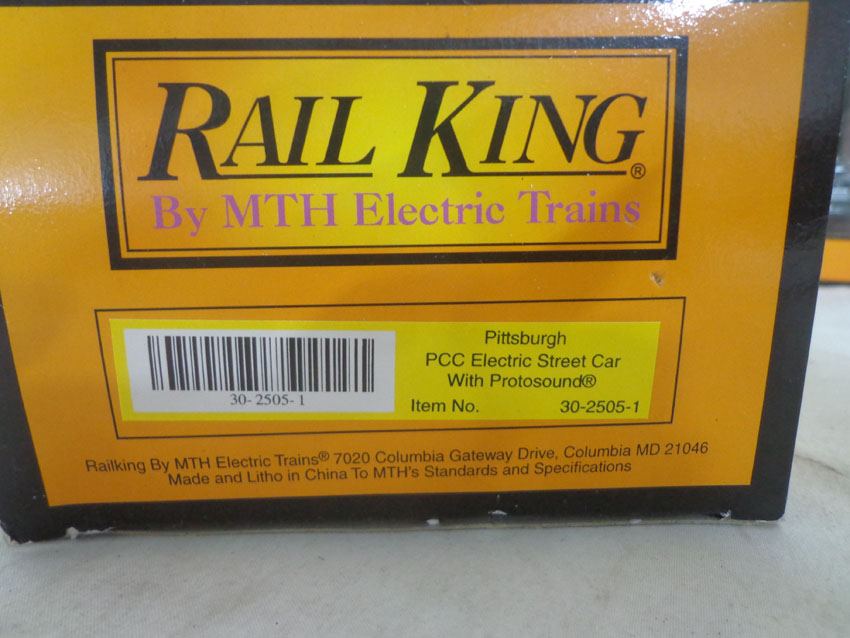 RAIL KING®
By MTH Electric Trains
30-2505-1
Pittsburgh
PCC Electric Street Car
With Protosound®
Item No. 30-2505-1
Railking By MTH Electric Trains® 7020 Columbia Gateway Drive, Columbia MD 21046
Made and Litho in China To MTH's Standards and Specifications